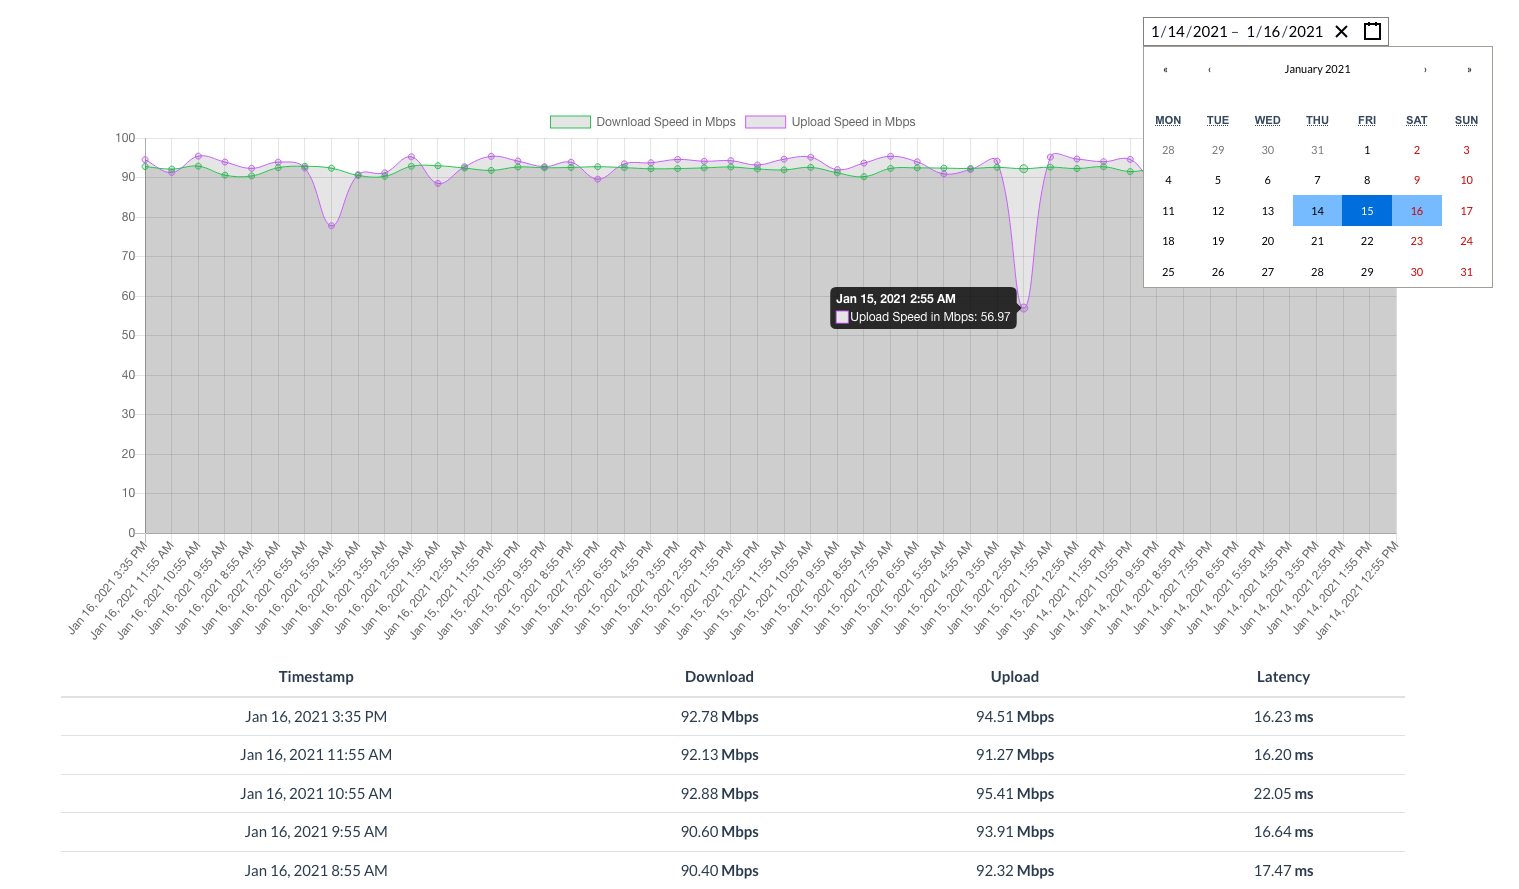 1/14/2021 – 1/16/2021
« ‹ January 2021 › »
MON TUE WED THU FRI SAT SUN
28 29 30 31 1 2 3
4 5 6 7 8 9 10
11 12 13 14 15 16 17
18 19 20 21 22 23 24
25 26 27 28 29 30 31
Download Speed in Mbps Upload Speed in Mbps
100
90
80
70
60
50
40
30
20
10
0
Jan 15, 2021 2:55 AM
Upload Speed in Mbps: 56.97
Jan 16, 2021 3:35 PM
Jan 16, 2021 11:55 AM
Jan 16, 2021 10:55 AM
Jan 16, 2021 9:55 AM
Jan 16, 2021 8:55 AM
Jan 16, 2021 7:55 AM
Jan 16, 2021 6:55 AM
Jan 16, 2021 5:55 AM
Jan 16, 2021 4:55 AM
Jan 16, 2021 3:55 AM
Jan 16, 2021 2:55 AM
Jan 16, 2021 1:55 AM
Jan 16, 2021 12:55 AM
Jan 15, 2021 11:55 PM
Jan 15, 2021 10:55 PM
Jan 15, 2021 9:55 PM
Jan 15, 2021 8:55 PM
Jan 15, 2021 7:55 PM
Jan 15, 2021 6:55 PM
Jan 15, 2021 4:55 PM
Jan 15, 2021 3:55 PM
Jan 15, 2021 2:55 PM
Jan 15, 2021 1:55 PM
Jan 15, 2021 12:55 PM
Jan 15, 2021 11:55 AM
Jan 15, 2021 10:55 AM
Jan 15, 2021 9:55 AM
Jan 15, 2021 8:55 AM
Jan 15, 2021 7:55 AM
Jan 15, 2021 6:55 AM
Jan 15, 2021 5:55 AM
Jan 15, 2021 4:55 AM
Jan 15, 2021 3:55 AM
Jan 15, 2021 2:55 AM
Jan 15, 2021 1:55 AM
Jan 15, 2021 12:55 AM
Jan 14, 2021 11:55 PM
Jan 14, 2021 10:55 PM
Jan 14, 2021 9:55 PM
Jan 14, 2021 8:55 PM
Jan 14, 2021 7:55 PM
Jan 14, 2021 6:55 PM
Jan 14, 2021 5:55 PM
Jan 14, 2021 4:55 PM
Jan 14, 2021 3:55 PM
Jan 14, 2021 2:55 PM
Jan 14, 2021 1:55 PM
Jan 14, 2021 12:55 PM
Timestamp Download Upload Latency
Jan 16, 2021 3:35 PM 92.78 Mbps 94.51 Mbps 16.23 ms
Jan 16, 2021 11:55 AM 92.13 Mbps 91.27 Mbps 16.20 ms
Jan 16, 2021 10:55 AM 92.88 Mbps 95.41 Mbps 22.05 ms
Jan 16, 2021 9:55 AM 90.60 Mbps 93.91 Mbps 16.64 ms
Jan 16, 2021 8:55 AM 90.40 Mbps 92.32 Mbps 17.47 ms